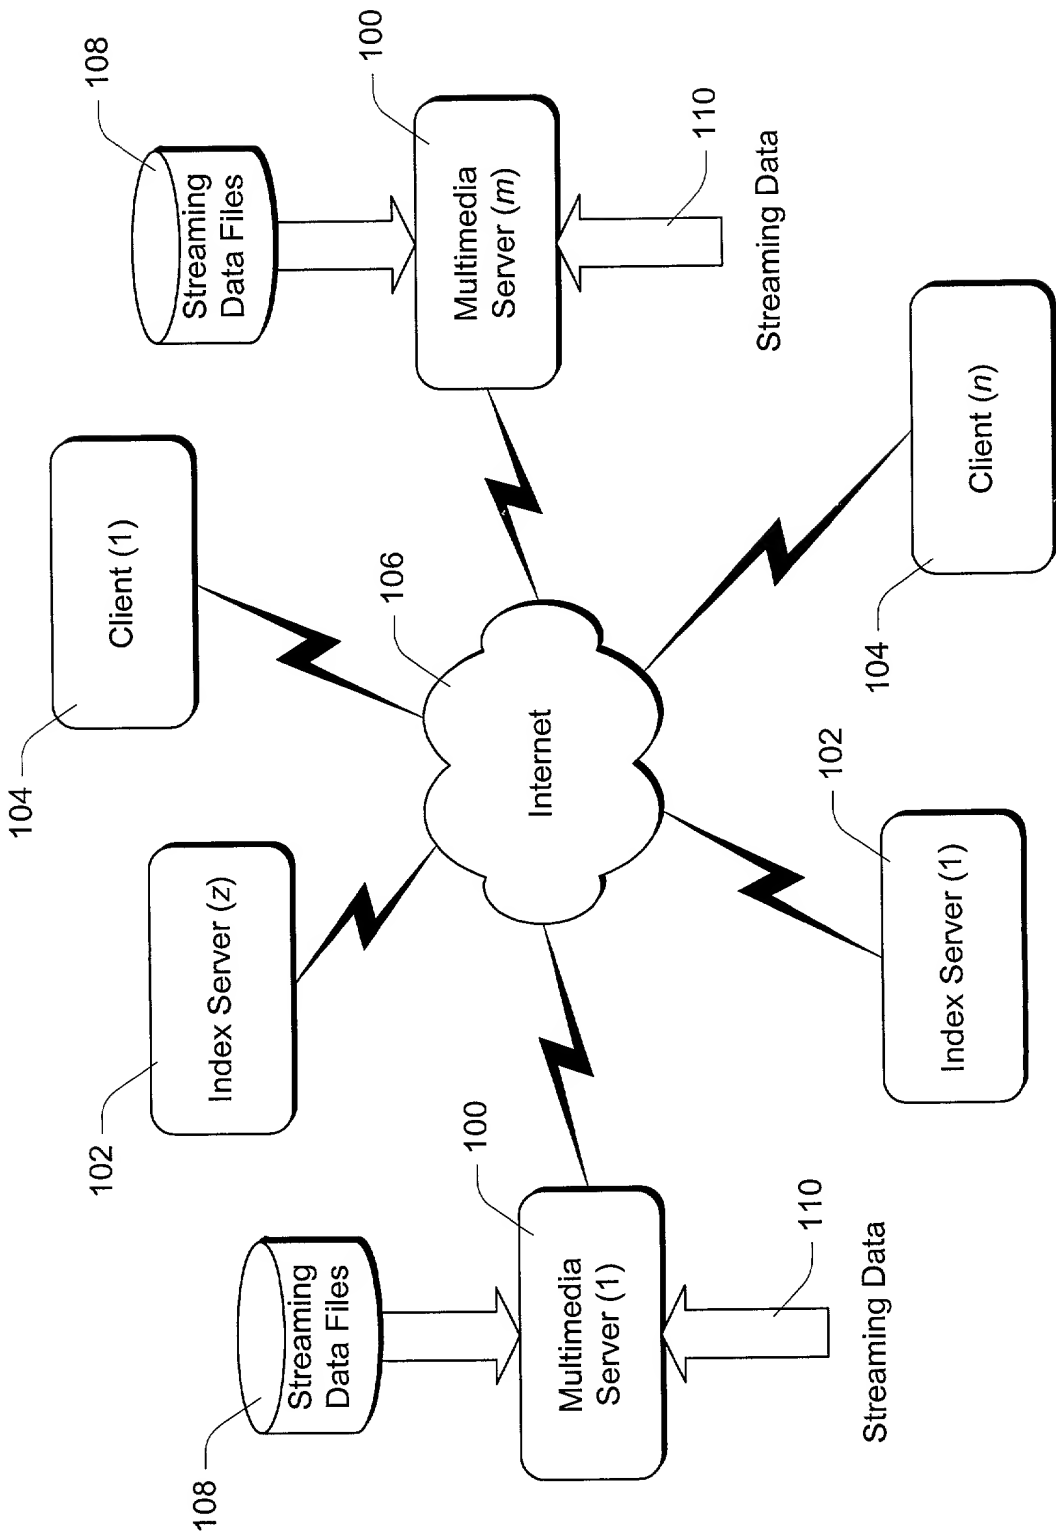 104
108
102
Client (1)
Streaming
Data Files
108
Index Server (z)
Streaming
Data Files
100
106
Multimedia
Server (m)
100
Internet
Multimedia
Server (1)
110
Streaming Data
110
102
104
Streaming Data
Index Server (1)
Client (n)